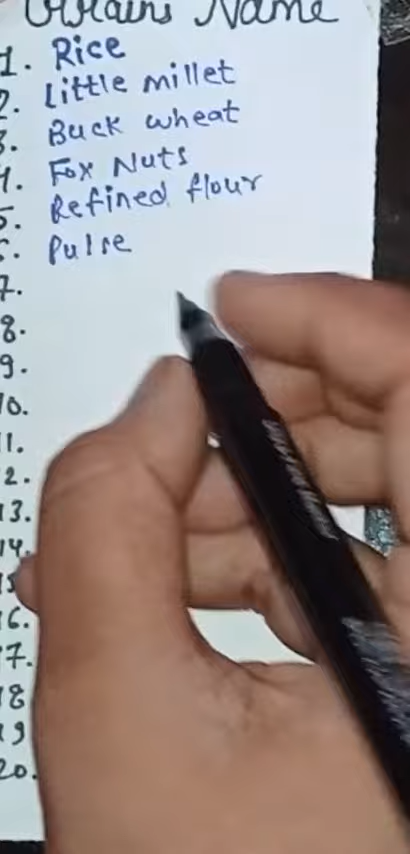 Grains Name
1. Rice
2. Little millet
3. Buck wheat
4. Fox Nuts
5. Refined flour
6. Pulse
7.
8.
9.
10.
11.
12.
13.
14.
15
16.
17.
18
19
20.